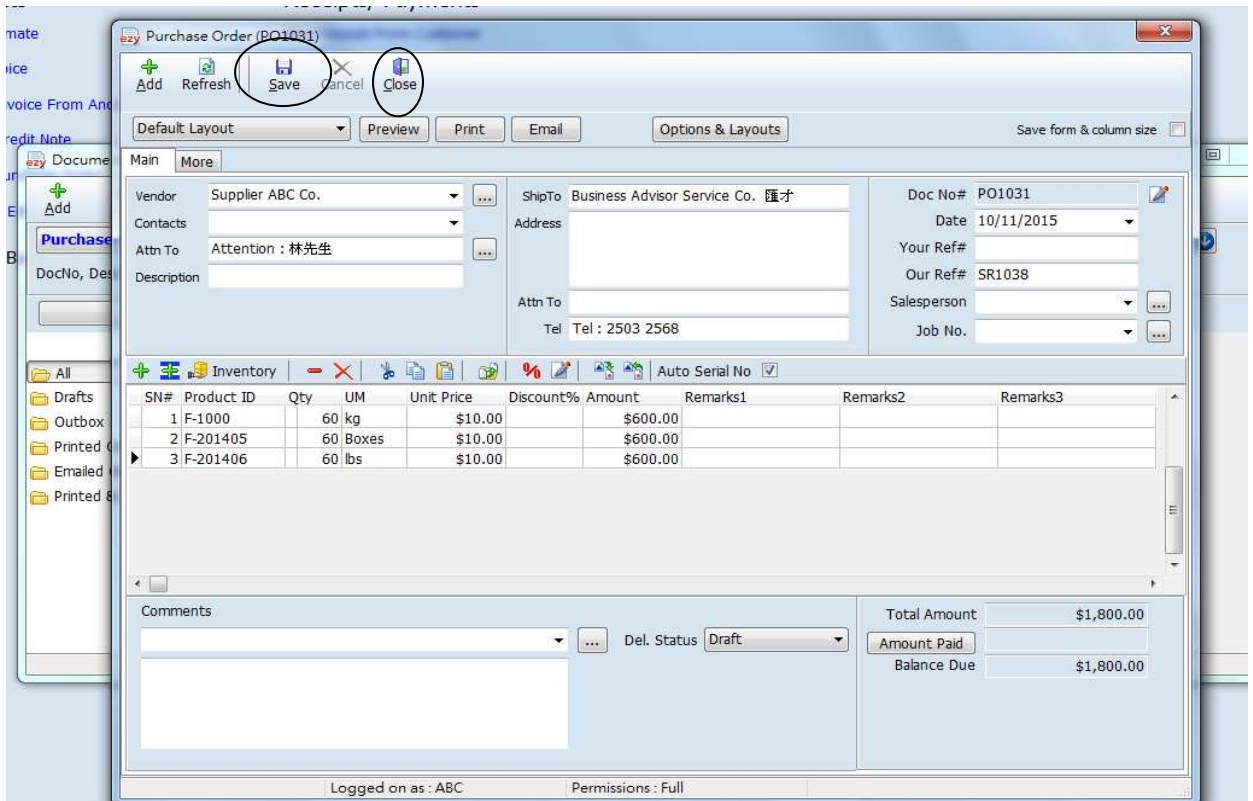 Receipts/ Payments
mate
ezy Purchase Order (PO1031)
oice
Add Refresh Save Cancel Close
voice From And
Default Layout Preview Print Email Options & Layouts Save form & column size
redit Note
ezy Docume
Main More
Add
Vendor Supplier ABC Co. ...
Contacts
Attn To Attention : 林先生 ...
Description
ShipTo Business Advisor Service Co. 匯才
Address
Attn To
Tel Tel : 2503 2568
Doc No# PO1031
Date 10/11/2015
Your Ref#
Our Ref# SR1038
Salesperson ...
Job No. ...
Purchase
DocNo, Des
Inventory % Auto Serial No
All
Drafts
Outbox
Printed
Emailed
Printed &
SN# Product ID Qty UM Unit Price Discount% Amount Remarks1 Remarks2 Remarks3
1 F-1000 60 kg $10.00 $600.00
2 F-201405 60 Boxes $10.00 $600.00
3 F-201406 60 lbs $10.00 $600.00
Comments
... Del. Status Draft
Total Amount $1,800.00
Amount Paid
Balance Due $1,800.00
Logged on as : ABC Permissions : Full